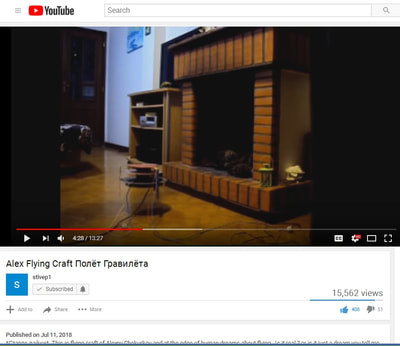 YouTube
Search
4:28 / 13:27
Alex Flying Craft Полёт Гравилёта
S
stivep1
Subscribed
15,562 views
Add to
Share
More
400
51
Published on Jul 11, 2018